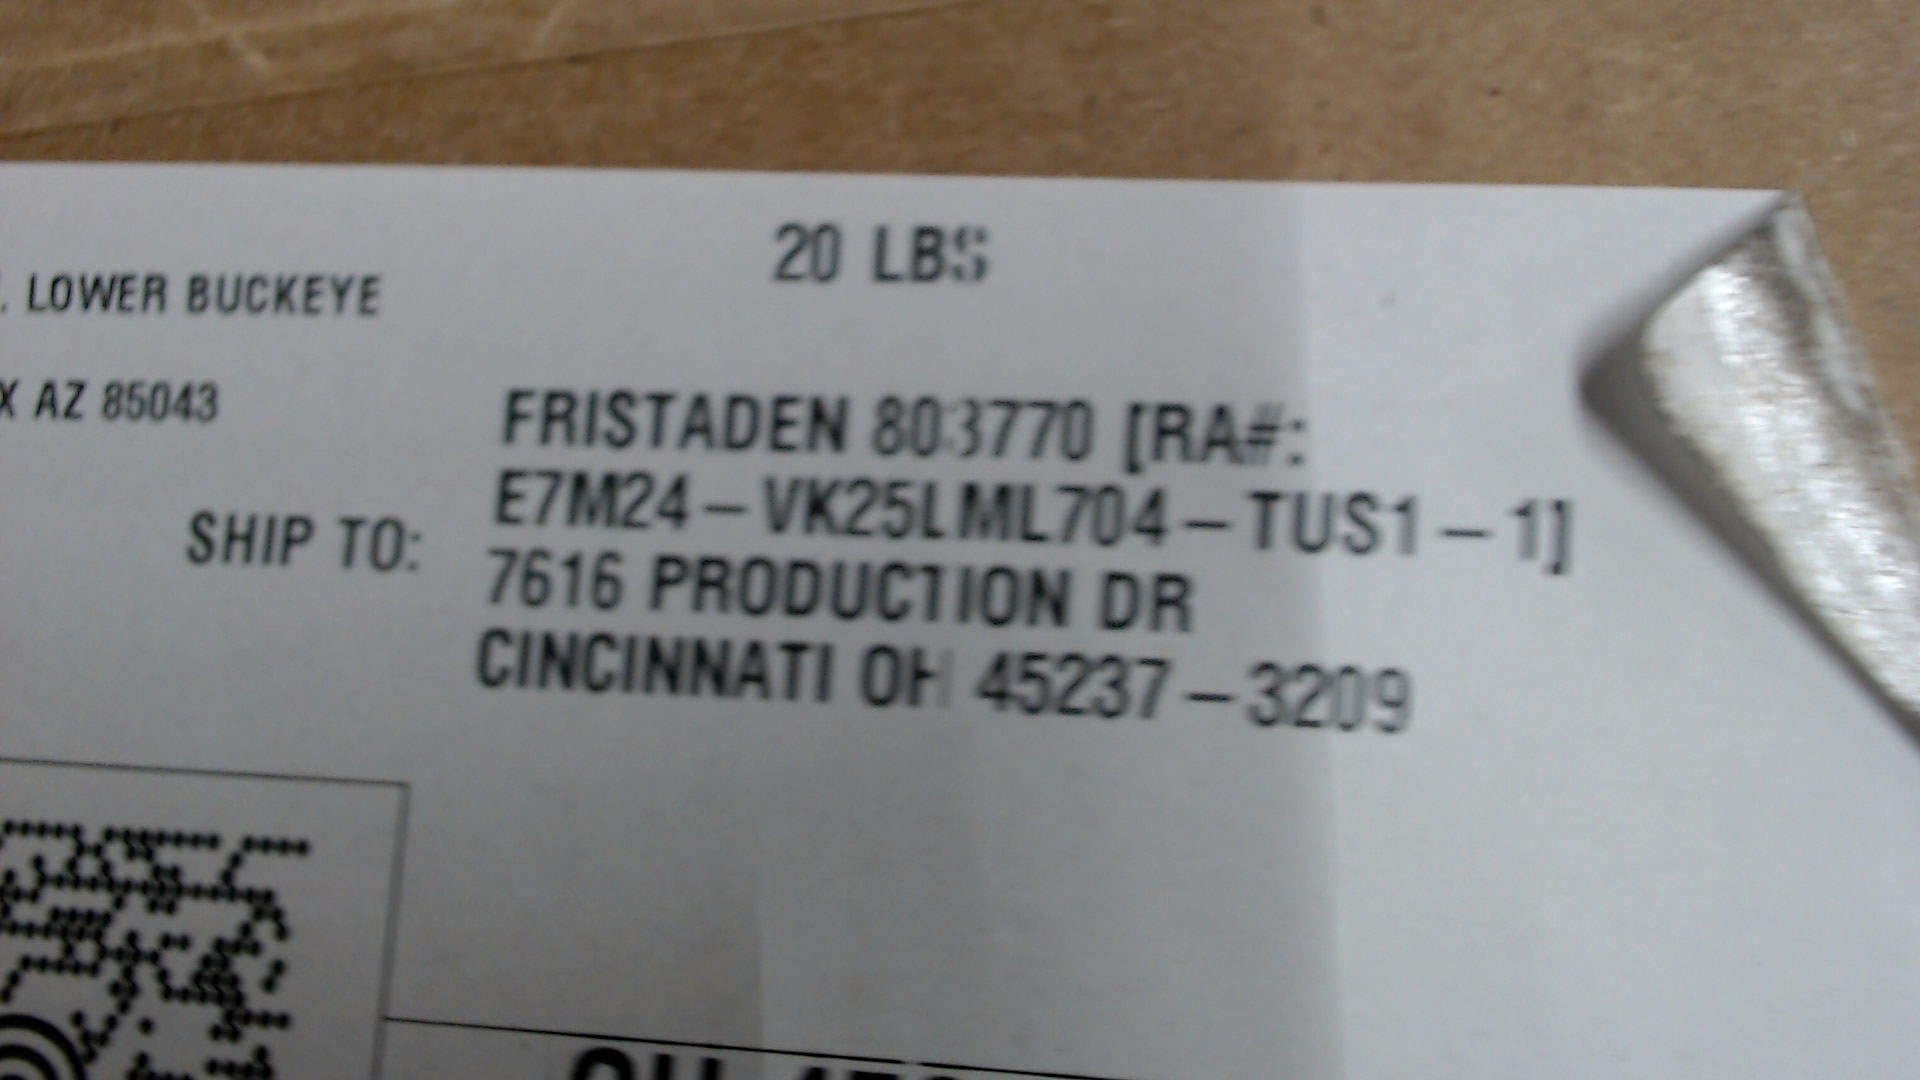 20 LBS
. LOWER BUCKEYE
X AZ 85043
FRISTADEN 803770 [RA#:
E7M24-VK25LML704-TUS1-1]
SHIP TO:
7616 PRODUCTION DR
CINCINNATI OH 45237-3209